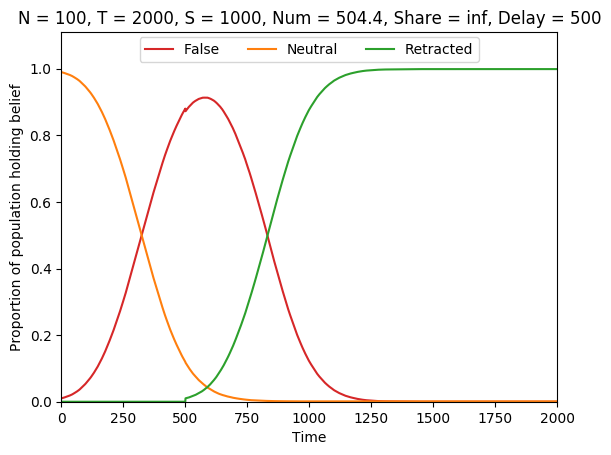 N = 100, T = 2000, S = 1000, Num = 504.4, Share = inf, Delay = 500
False Neutral Retracted
1.0
0.8
0.6
0.4
0.2
0.0
Proportion of population holding belief
0 250 500 750 1000 1250 1500 1750 2000
Time